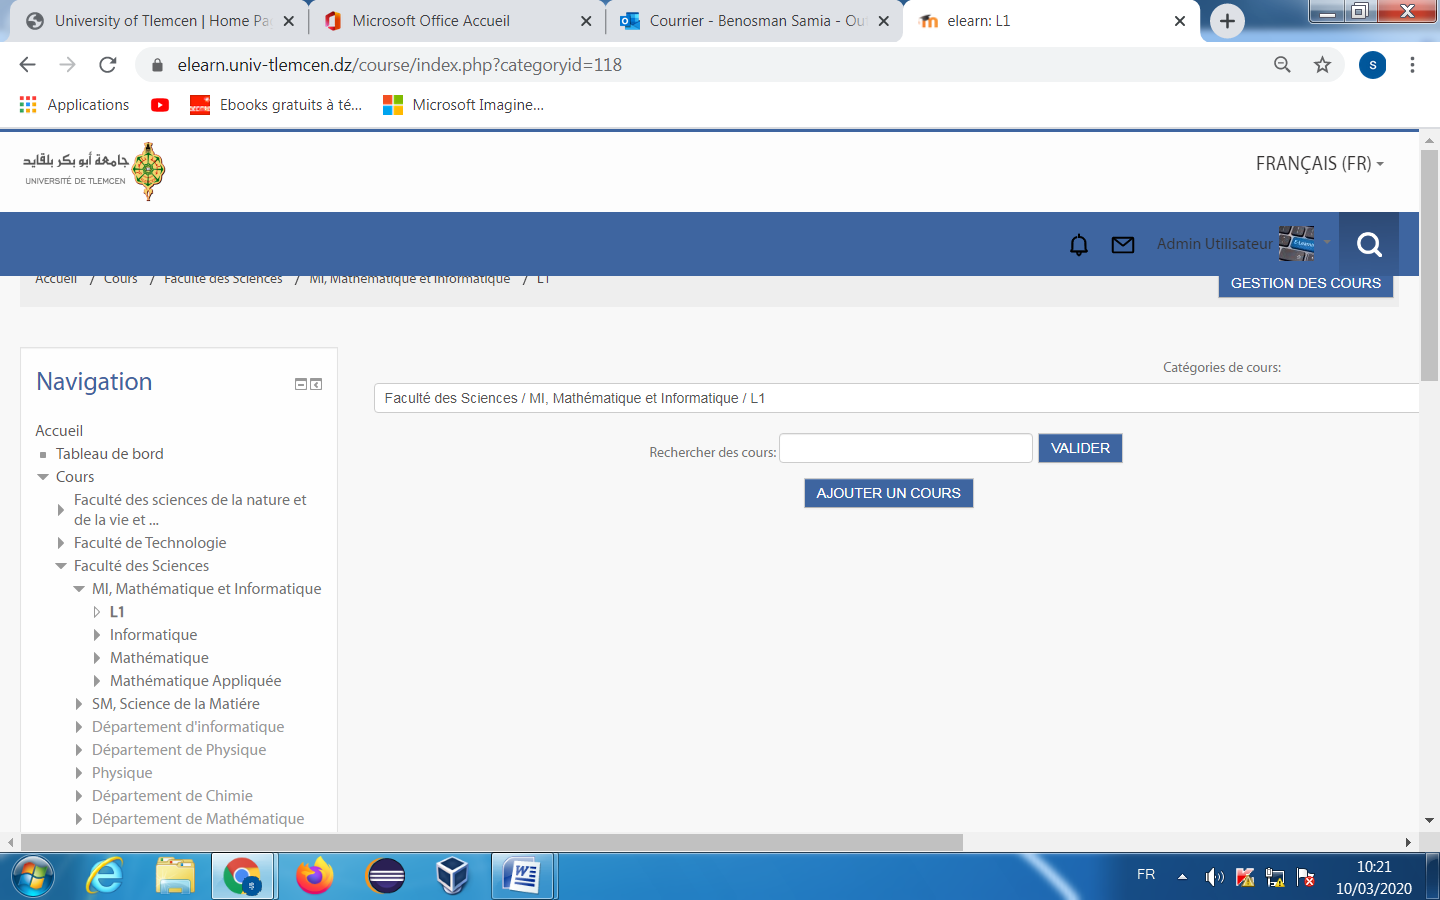 University of Tlemcen | Home Pa
Microsoft Office Accueil
Courrier - Benosman Samia - Ou
elearn: L1
elearn.univ-tlemcen.dz/course/index.php?categoryid=118
s
Applications
Ebooks gratuits à té...
Microsoft Imagine...
جامعة أبو بكر بلقايد
UNIVERSITÉ DE TLEMCEN
FRANÇAIS (FR)
Admin Utilisateur
Accueil / Cours / Faculté des Sciences / MI, Mathématique et Informatique / L1
GESTION DES COURS
Navigation
Catégories de cours:
Faculté des Sciences / MI, Mathématique et Informatique / L1
Rechercher des cours:
VALIDER
AJOUTER UN COURS
Accueil
Tableau de bord
Cours
Faculté des sciences de la nature et
de la vie et ...
Faculté de Technologie
Faculté des Sciences
MI, Mathématique et Informatique
L1
Informatique
Mathématique
Mathématique Appliquée
SM, Science de la Matiére
Département d'informatique
Département de Physique
Physique
Département de Chimie
Département de Mathématique
FR
10:21
10/03/2020